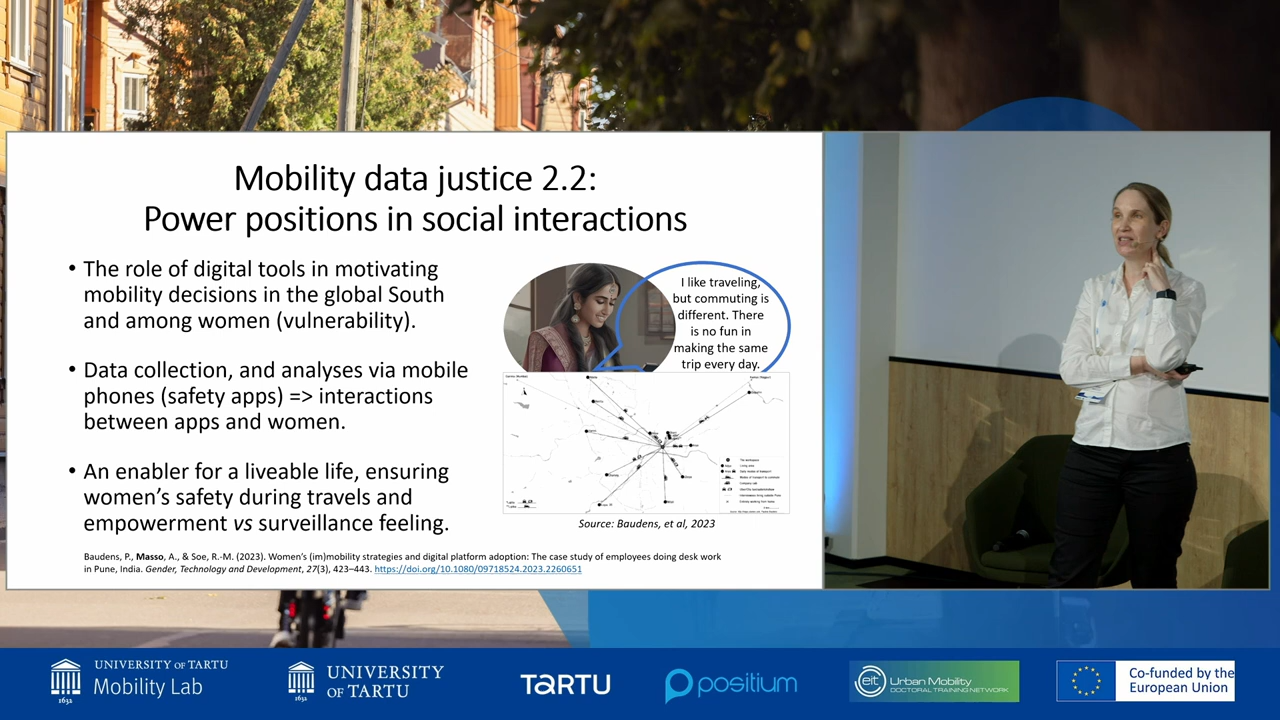 Mobility data justice 2.2:
Power positions in social interactions
• The role of digital tools in motivating
mobility decisions in the global South
and among women (vulnerability).
• Data collection, and analyses via mobile
phones (safety apps) => interactions
between apps and women.
• An enabler for a liveable life, ensuring
women's safety during travels and
empowerment vs surveillance feeling.
I like traveling,
but commuting is
different. There
is no fun in
making the same
trip every day.
Source: Baudens, et al, 2023
Baudens, P., Masso, A., & Soe, R.-M. (2023). Women's (im)mobility strategies and digital platform adoption: The case study of employees doing desk work
in Pune, India. Gender, Technology and Development, 27(3), 423–443. https://doi.org/10.1080/09718524.2023.2260651
UNIVERSITY OF TARTU
Mobility Lab
1632
UNIVERSITY
OF TARTU
1632
TARTU
positium
eit Urban Mobility
DOCTORAL TRAINING NETWORK
Co-funded by the
European Union